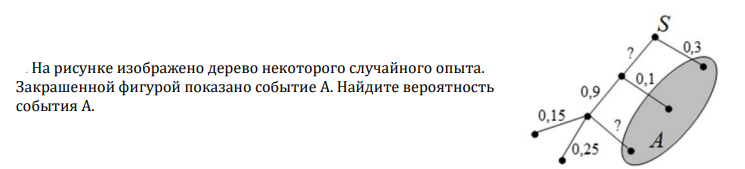 . На рисунке изображено дерево некоторого случайного опыта.
Закрашенной фигурой показано событие А. Найдите вероятность
события А.
S
?
0,3
0,1
0,9
0,15
?
A
0,25